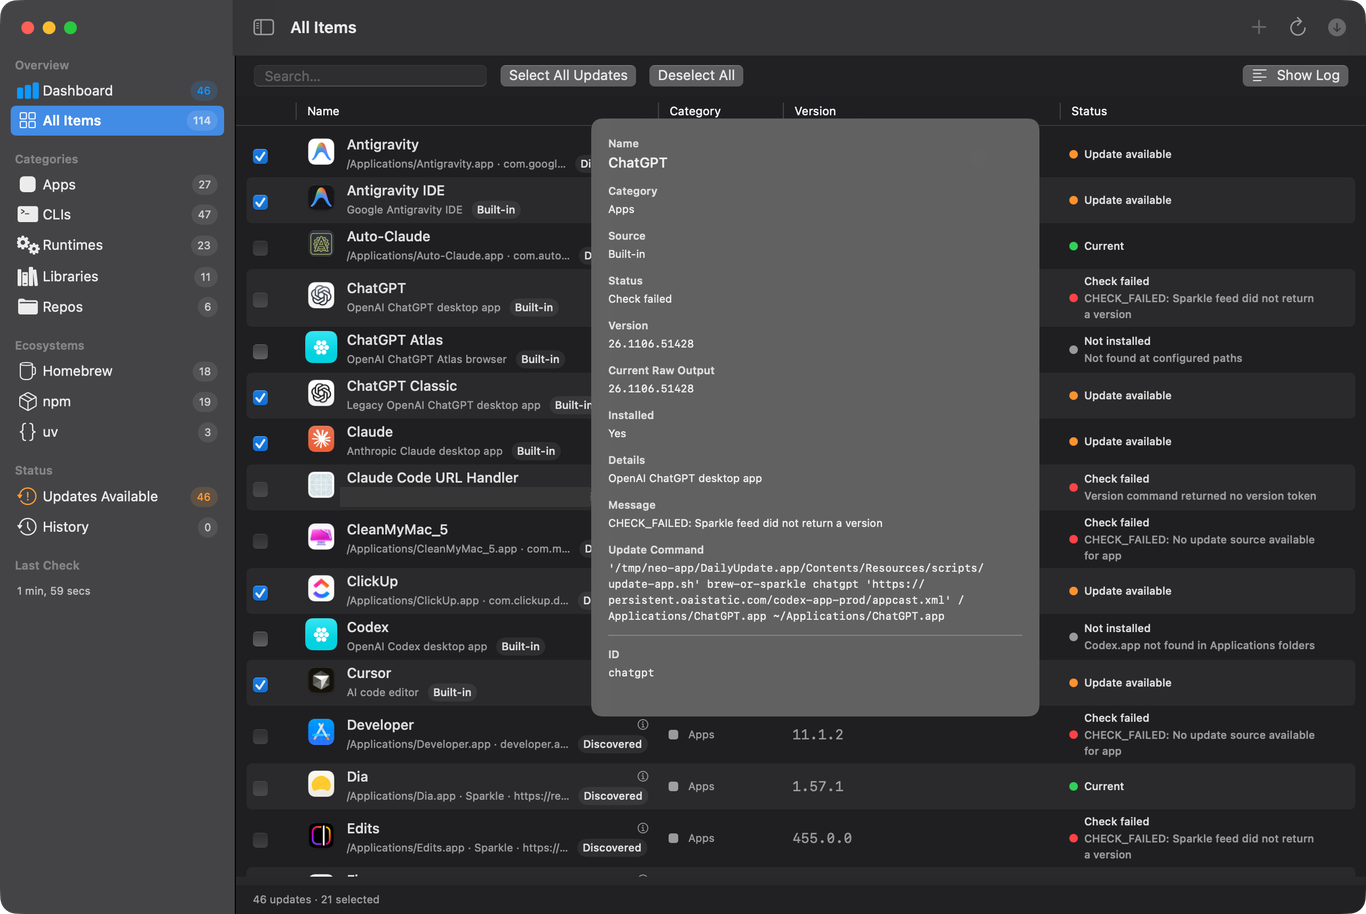 All Items
Overview
Dashboard 46
All Items 114
Categories
Apps 27
CLIs 47
Runtimes 23
Libraries 11
Repos 6
Ecosystems
Homebrew 18
npm 19
uv 3
Status
Updates Available 46
History 0
Last Check
1 min, 59 secs
Search...
Select All Updates
Deselect All
Show Log
Name Category Version Status
Antigravity
/Applications/Antigravity.app · com.googl... Di
Update available
Antigravity IDE
Google Antigravity IDE Built-in
Update available
Auto-Claude
/Applications/Auto-Claude.app · com.auto... D
Current
ChatGPT
OpenAI ChatGPT desktop app Built-in
Check failed
CHECK_FAILED: Sparkle feed did not return
a version
ChatGPT Atlas
OpenAI ChatGPT Atlas browser Built-in
Not installed
Not found at configured paths
ChatGPT Classic
Legacy OpenAI ChatGPT desktop app Built-in
Update available
Claude
Anthropic Claude desktop app Built-in
Update available
Claude Code URL Handler
Check failed
Version command returned no version token
CleanMyMac_5
/Applications/CleanMyMac_5.app · com.m... D
Check failed
CHECK_FAILED: No update source available
for app
ClickUp
/Applications/ClickUp.app · com.clickup.d... D
Update available
Codex
OpenAI Codex desktop app Built-in
Not installed
Codex.app not found in Applications folders
Cursor
AI code editor Built-in
Update available
Developer
/Applications/Developer.app · developer.a... Discovered
Apps
11.1.2
Check failed
CHECK_FAILED: No update source available
for app
Dia
/Applications/Dia.app · Sparkle · https://re... Discovered
Apps
1.57.1
Current
Edits
/Applications/Edits.app · Sparkle · https://... Discovered
Apps
455.0.0
Check failed
CHECK_FAILED: Sparkle feed did not return
a version
Name
ChatGPT
Category
Apps
Source
Built-in
Status
Check failed
Version
26.1106.51428
Current Raw Output
26.1106.51428
Installed
Yes
Details
OpenAI ChatGPT desktop app
Message
CHECK_FAILED: Sparkle feed did not return a version
Update Command
'/tmp/neo-app/DailyUpdate.app/Contents/Resources/scripts/
update-app.sh' brew-or-sparkle chatgpt 'https://
persistent.oaistatic.com/codex-app-prod/appcast.xml' /
Applications/ChatGPT.app ~/Applications/ChatGPT.app
ID
chatgpt
46 updates · 21 selected